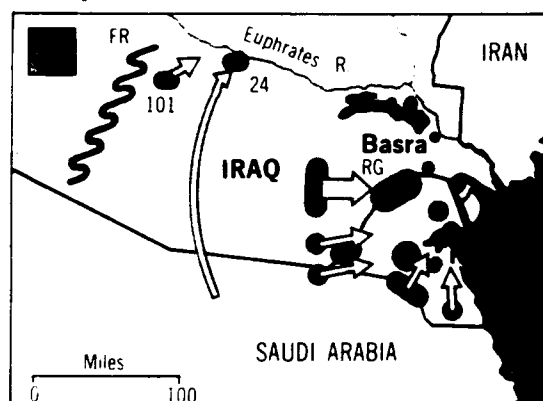 FR
Euphrates R.
IRAN
101
24
Basra
IRAQ
RG
SAUDI ARABIA
Miles
0 100